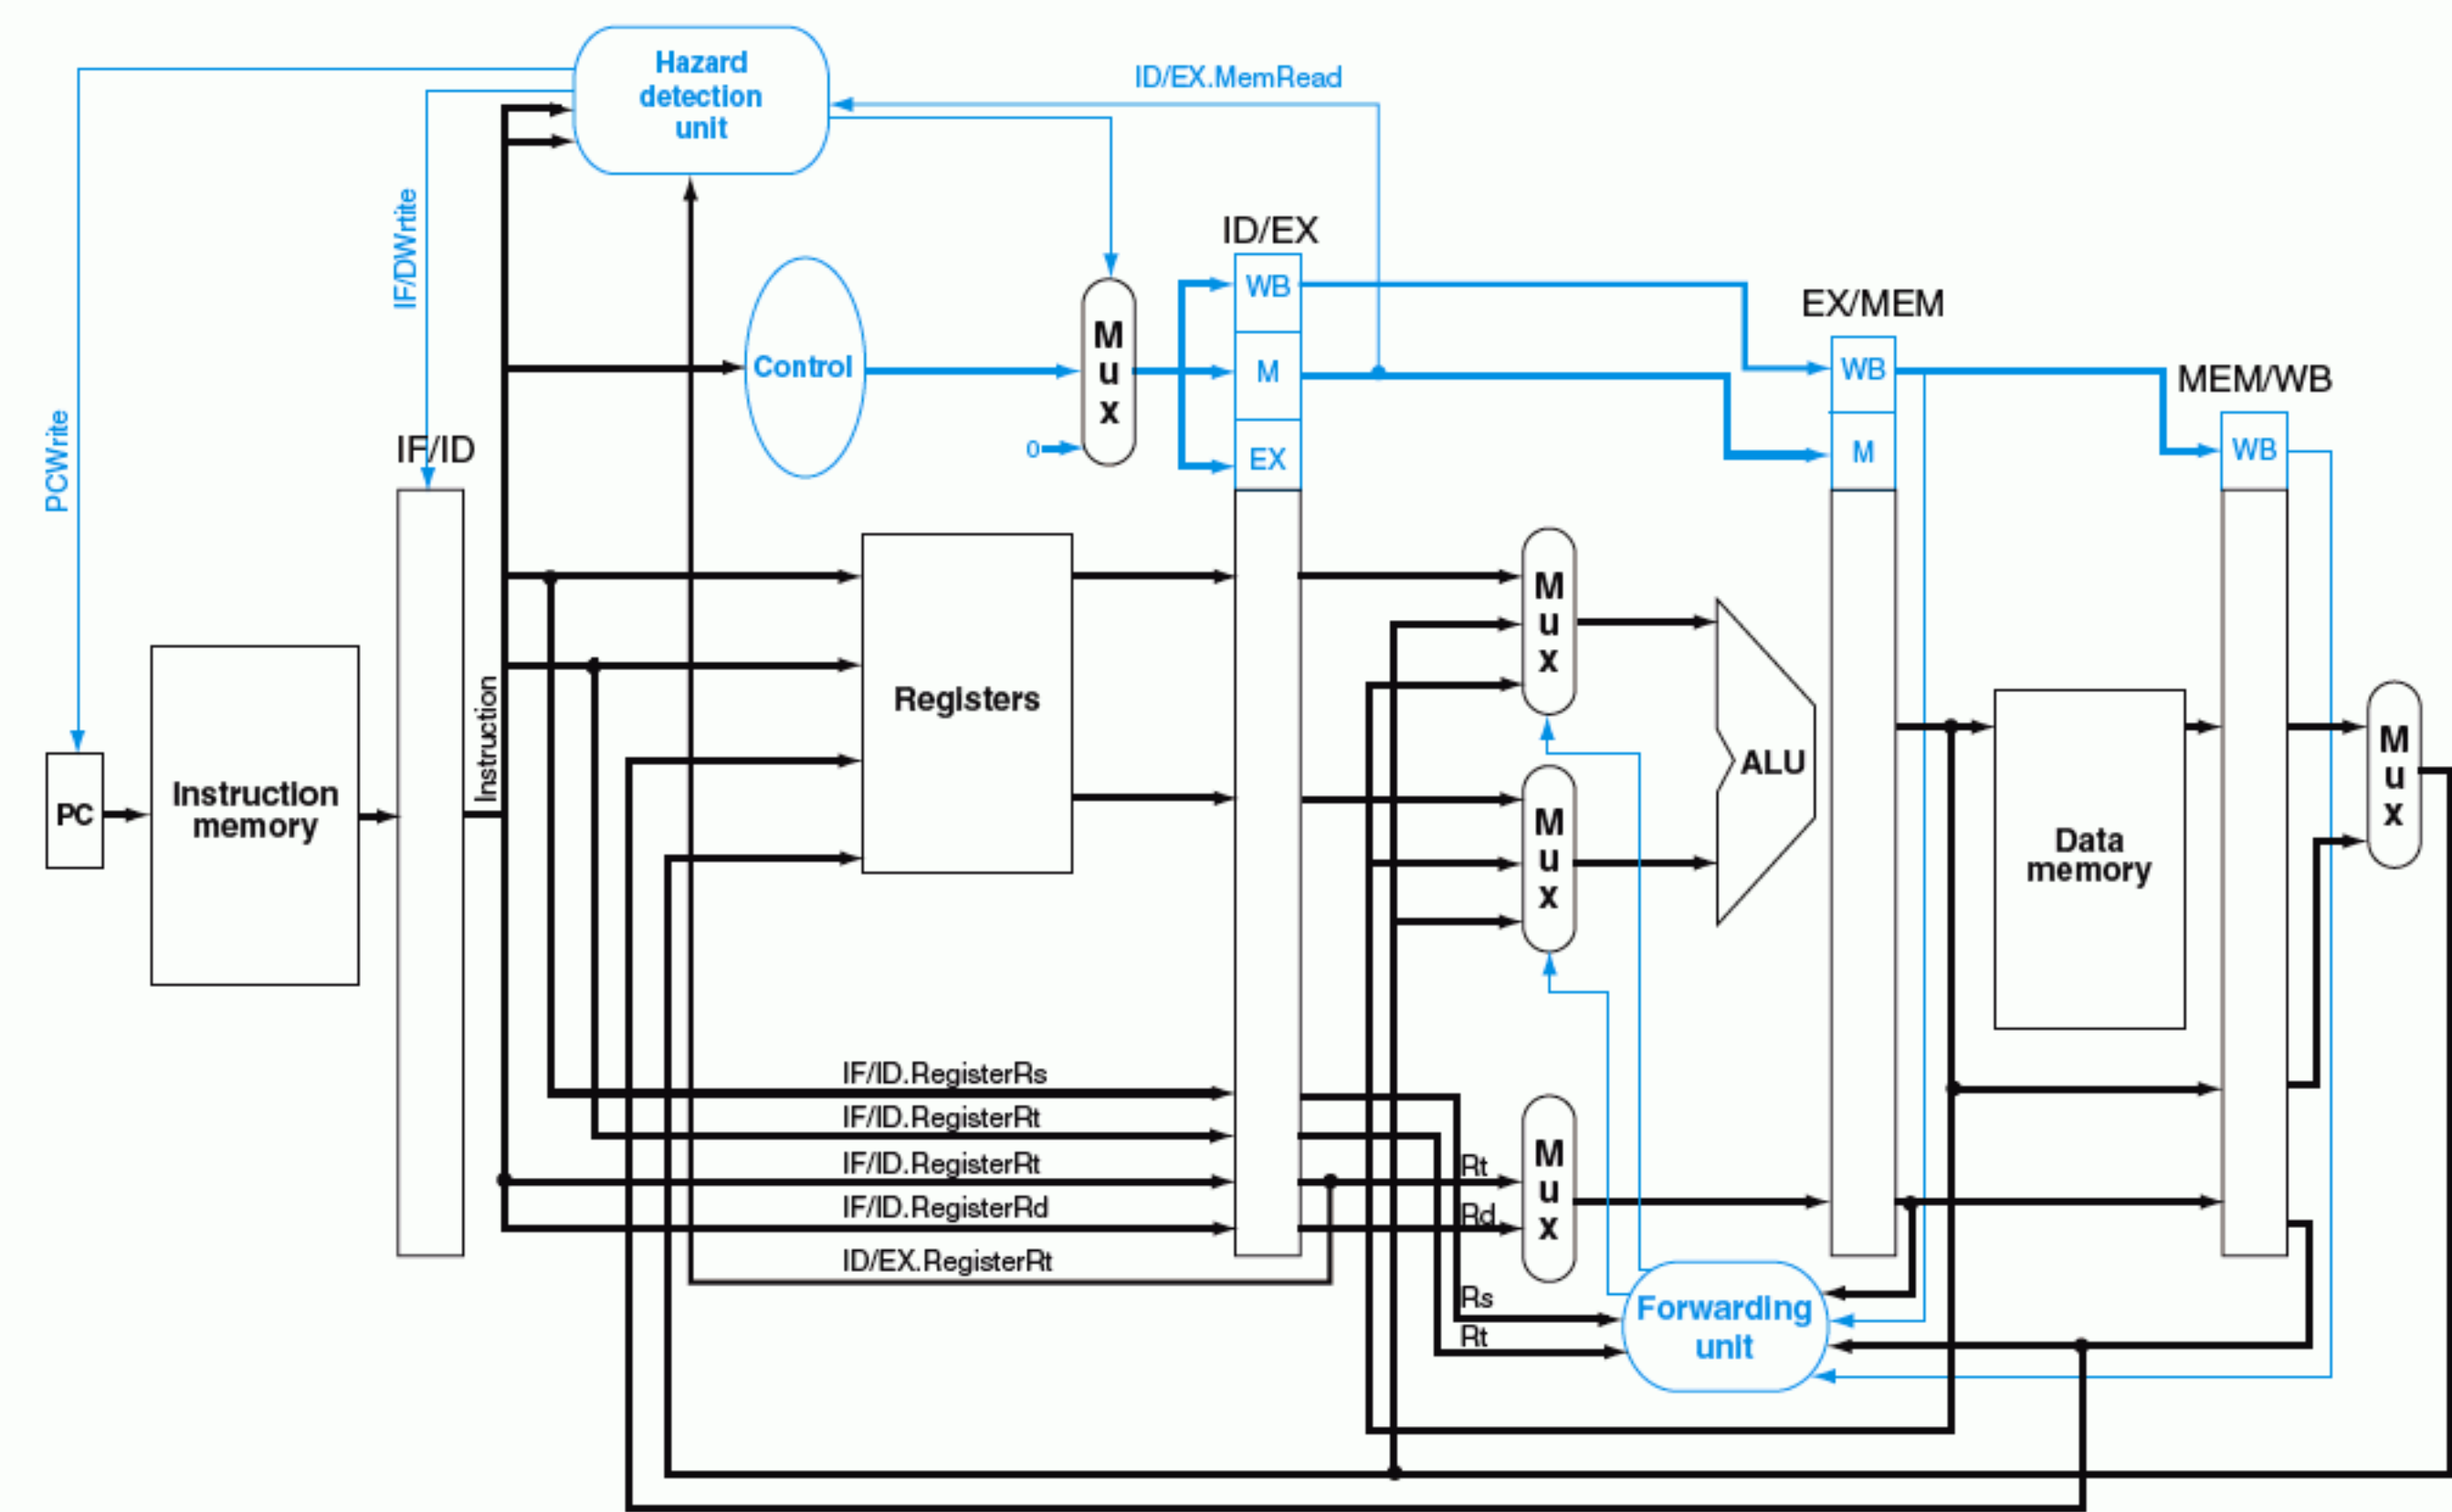 Hazard
detection
unit
ID/EX.MemRead
IF/DWrtite
ID/EX
WB
M
EX
EX/MEM
WB
M
MEM/WB
WB
Control
0
M
u
x
PCWrite
IF/ID
Instruction
PC
Instruction
memory
Registers
M
u
x
M
u
x
ALU
Data
memory
M
u
x
IF/ID.RegisterRs
IF/ID.RegisterRt
IF/ID.RegisterRt
IF/ID.RegisterRd
ID/EX.RegisterRt
Rt
Rd
M
u
x
Rs
Rt
Forwarding
unit